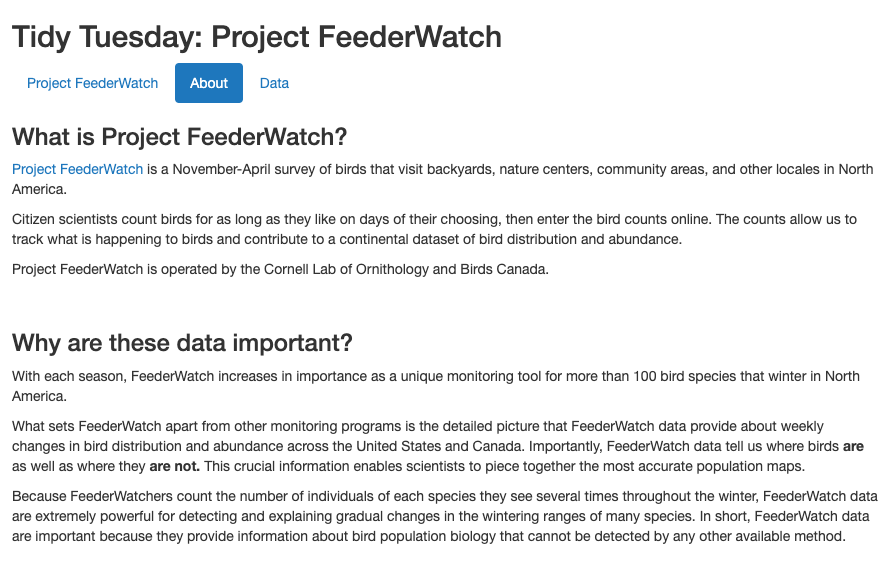 Tidy Tuesday: Project FeederWatch
Project FeederWatch About Data
What is Project FeederWatch?
Project FeederWatch is a November-April survey of birds that visit backyards, nature centers, community areas, and other locales in North
America.
Citizen scientists count birds for as long as they like on days of their choosing, then enter the bird counts online. The counts allow us to
track what is happening to birds and contribute to a continental dataset of bird distribution and abundance.
Project FeederWatch is operated by the Cornell Lab of Ornithology and Birds Canada.
Why are these data important?
With each season, FeederWatch increases in importance as a unique monitoring tool for more than 100 bird species that winter in North
America.
What sets FeederWatch apart from other monitoring programs is the detailed picture that FeederWatch data provide about weekly
changes in bird distribution and abundance across the United States and Canada. Importantly, FeederWatch data tell us where birds are
as well as where they are not. This crucial information enables scientists to piece together the most accurate population maps.
Because FeederWatchers count the number of individuals of each species they see several times throughout the winter, FeederWatch data
are extremely powerful for detecting and explaining gradual changes in the wintering ranges of many species. In short, FeederWatch data
are important because they provide information about bird population biology that cannot be detected by any other available method.